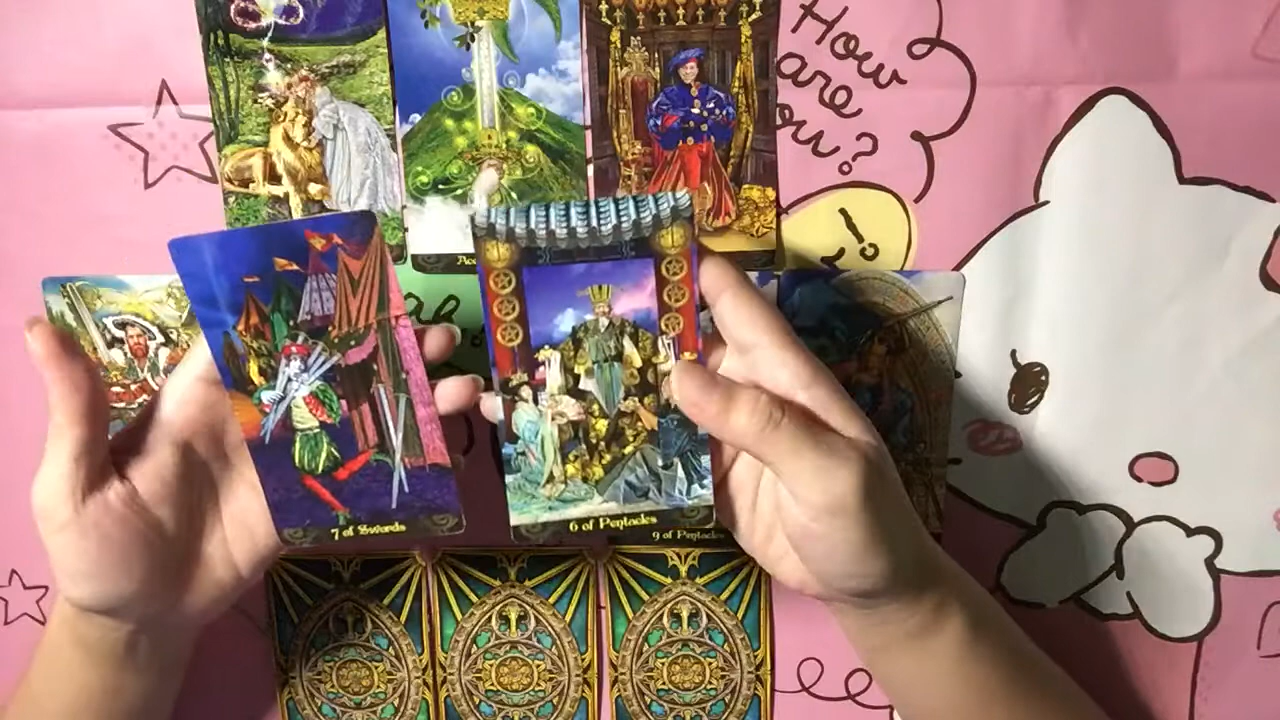 How
are
you?
7 of Swords
6 of Pentacles
9 of Pentacles